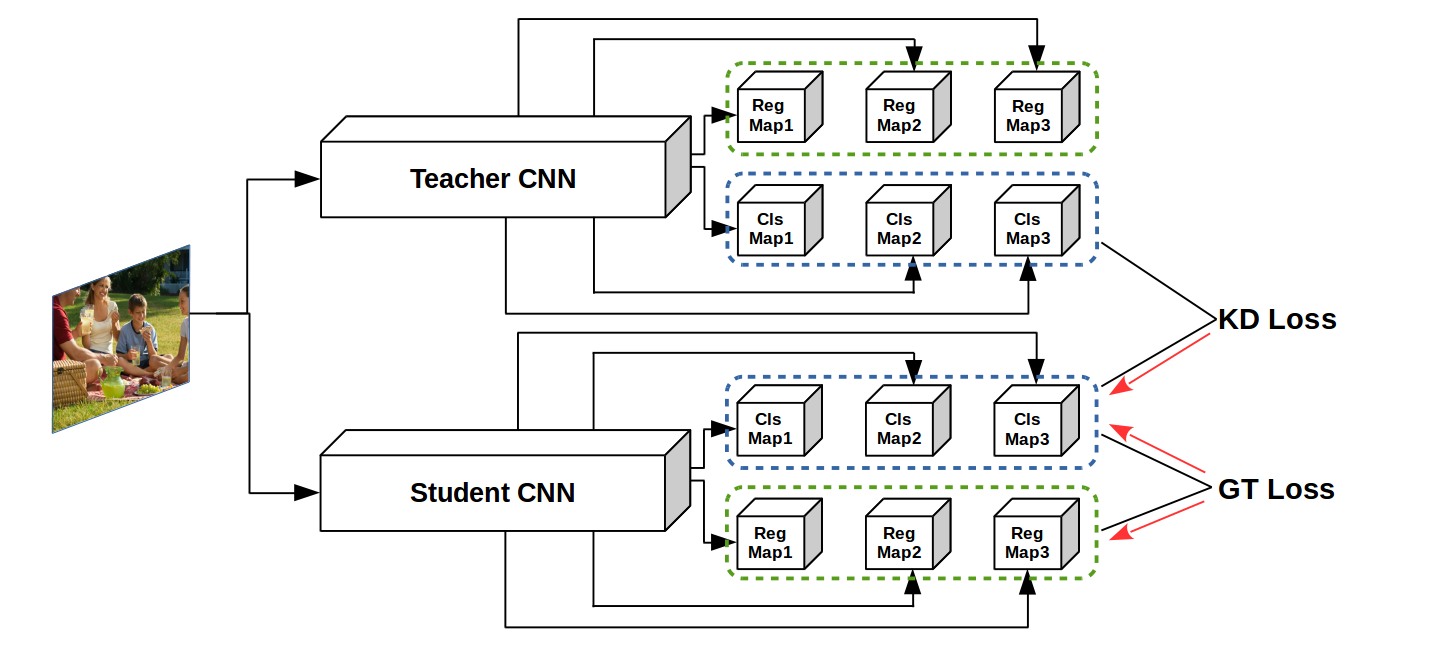 Reg
Map1
Reg
Map2
Reg
Map3
Teacher CNN
Cls
Map1
Cls
Map2
Cls
Map3
KD Loss
Cls
Map1
Cls
Map2
Cls
Map3
Student CNN
GT Loss
Reg
Map1
Reg
Map2
Reg
Map3